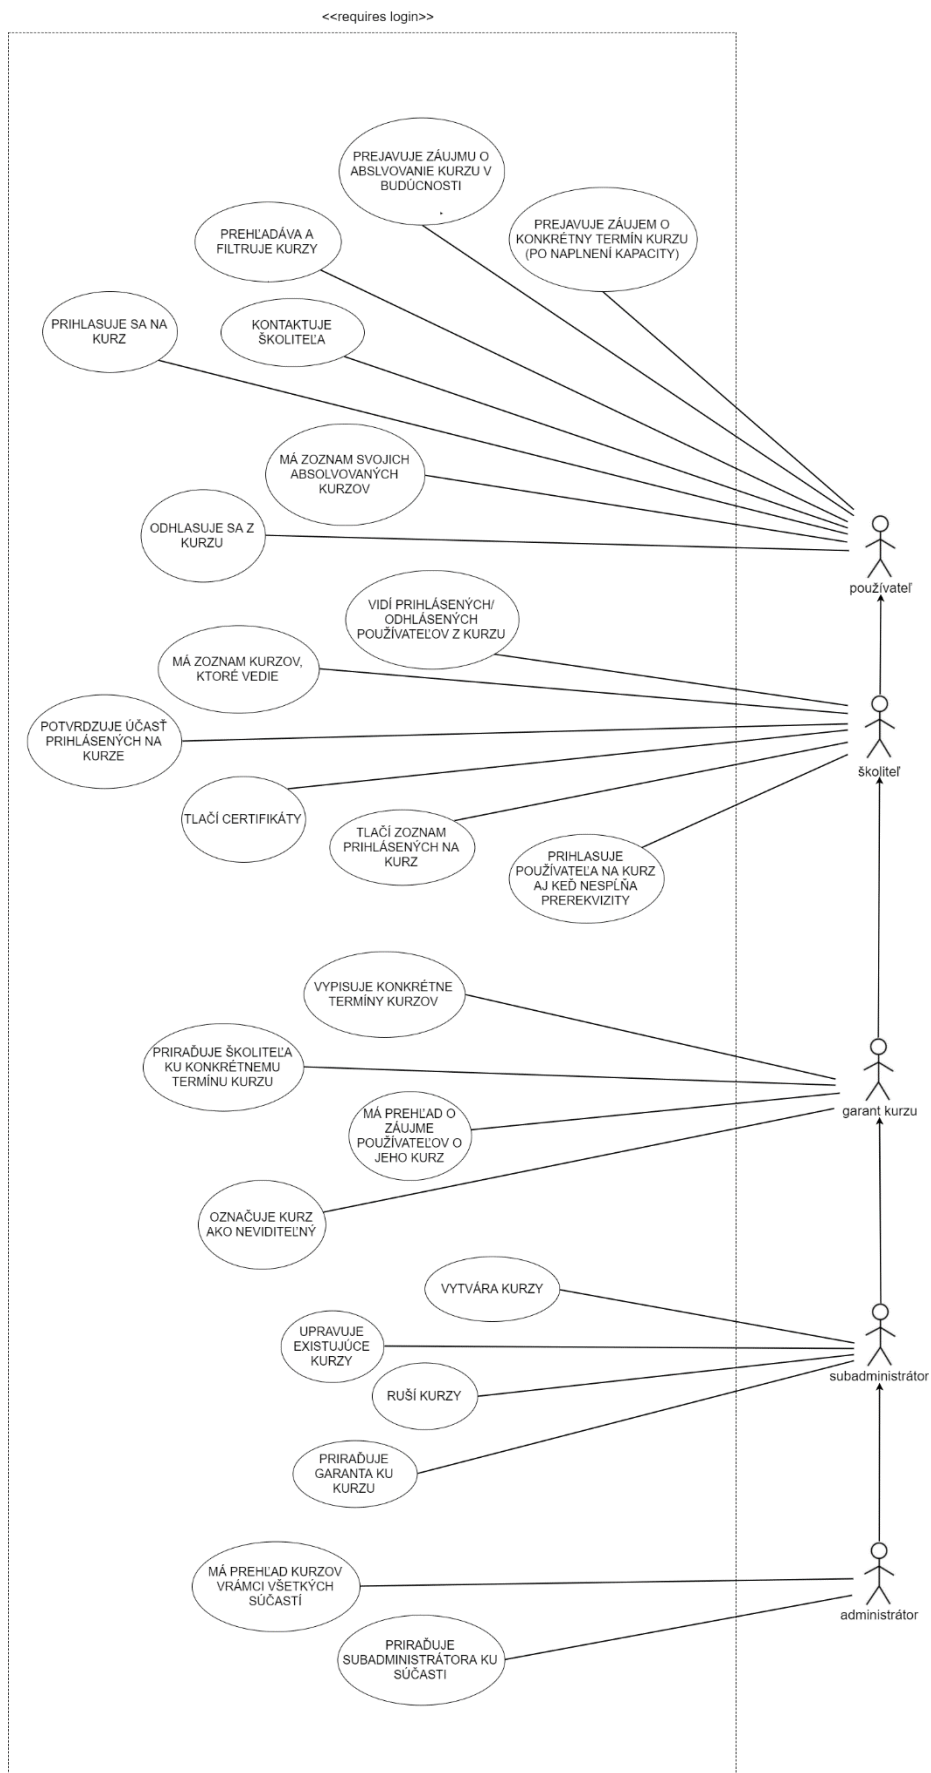 <<requires login>>
PREJAVUJE ZÁUJMU O
ABSLVOVANIE KURZU V
BUDÚCNOSTI
PREJAVUJE ZÁUJEM O
KONKRÉTNY TERMÍN KURZU
(PO NAPLNENÍ KAPACITY)
PREHĽADÁVA A
FILTRUJE KURZY
KONTAKTUJE
ŠKOLITEĽA
PRIHLASUJE SA NA
KURZ
MÁ ZOZNAM SVOJICH
ABSOLVOVANÝCH
KURZOV
ODHLASUJE SA Z
KURZU
používateľ
VIDÍ PRIHLÁSENÝCH/
ODHLÁSENÝCH
POUŽÍVATEĽOV Z KURZU
MÁ ZOZNAM KURZOV,
KTORÉ VEDIE
POTVRDZUJE ÚČASŤ
PRIHLÁSENÝCH NA
KURZE
školiteľ
TLAČÍ CERTIFIKÁTY
TLAČÍ ZOZNAM
PRIHLÁSENÝCH NA
KURZ
PRIHLASUJE
POUŽÍVATEĽA NA KURZ
AJ KEĎ NESPĹŇA
PREREKVIZITY
VYPISUJE KONKRÉTNE
TERMÍNY KURZOV
PRIRAĎUJE ŠKOLITEĽA
KU KONKRÉTNEMU
TERMÍNU KURZU
garant kurzu
MÁ PREHĽAD O
ZÁUJME
POUŽÍVATEĽOV O
JEHO KURZ
OZNAČUJE KURZ
AKO NEVIDITEĽNÝ
VYTVÁRA KURZY
UPRAVUJE
EXISTUJÚCE
KURZY
subadministrátor
RUŠÍ KURZY
PRIRAĎUJE
GARANTA KU
KURZU
MÁ PREHĽAD KURZOV
VRÁMCI VŠETKÝCH
SÚČASTÍ
administrátor
PRIRAĎUJE
SUBADMINISTRÁTORA KU
SÚČASTI